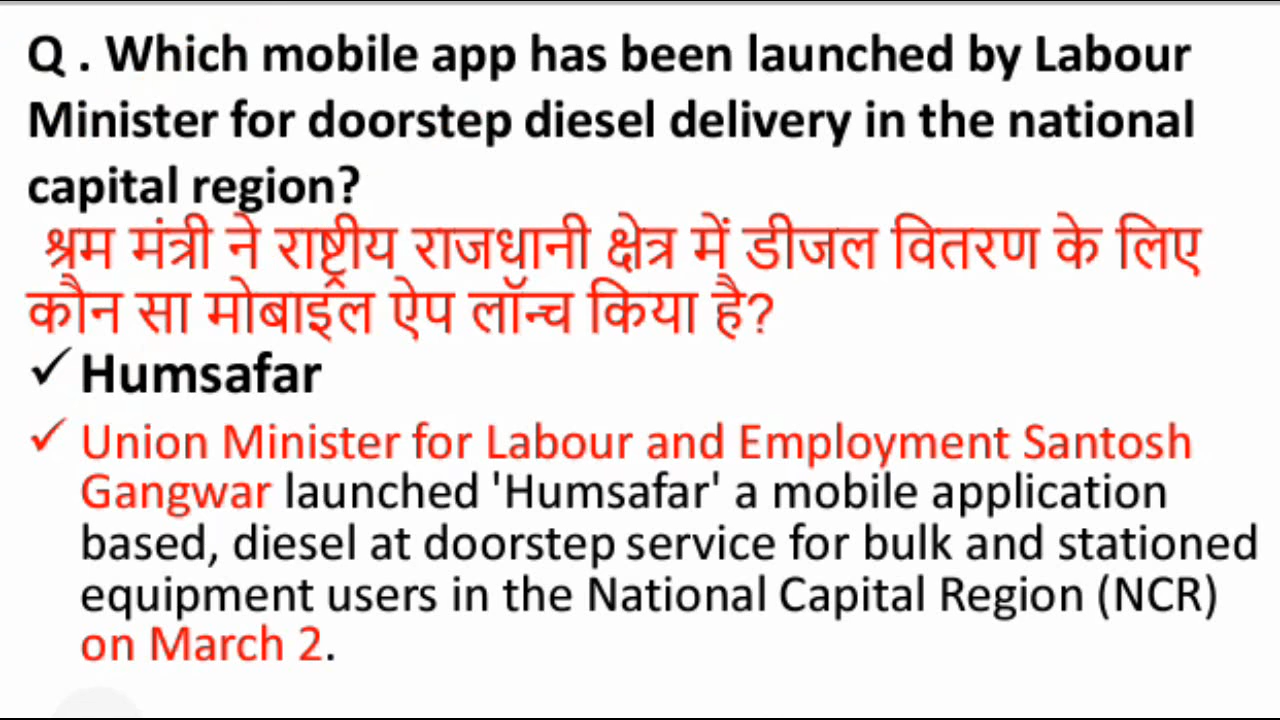 Q . Which mobile app has been launched by Labour
Minister for doorstep diesel delivery in the national
capital region?
श्रम मंत्री ने राष्ट्रीय राजधानी क्षेत्र में डीजल वितरण के लिए
कौन सा मोबाइल ऐप लॉन्च किया है?
✓ Humsafar
✓ Union Minister for Labour and Employment Santosh
Gangwar launched 'Humsafar' a mobile application
based, diesel at doorstep service for bulk and stationed
equipment users in the National Capital Region (NCR)
on March 2.